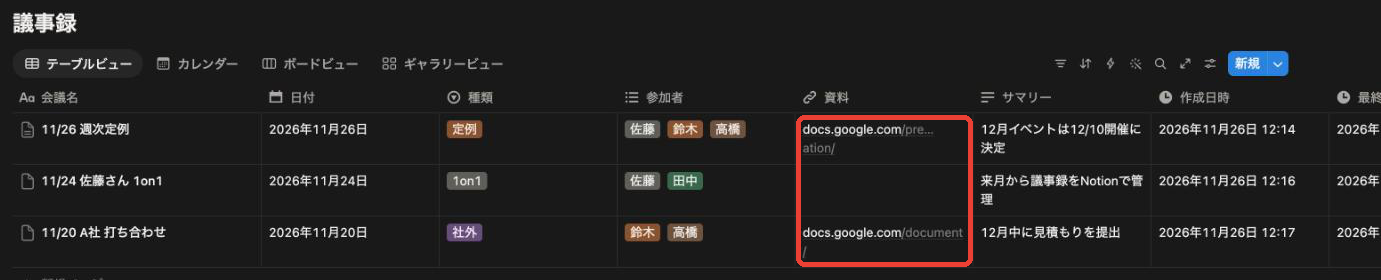 議事録
テーブルビュー カレンダー ボードビュー ギャラリービュー 新規
Aa 会議名 日付 種類 参加者 資料 サマリー 作成日時 最終
11/26 週次定例 2026年11月26日 定例 佐藤 鈴木 高橋 docs.google.com/pre... 12月イベントは12/10開催に 2026年11月26日 12:14 2026年
ation/ 決定
11/24 佐藤さん 1on1 2026年11月24日 1on1 佐藤 田中 来月から議事録をNotionで管 2026年11月26日 12:16 2026年
理
11/20 A社 打ち合わせ 2026年11月20日 社外 鈴木 高橋 docs.google.com/document 12月中に見積もりを提出 2026年11月26日 12:17 2026年
/